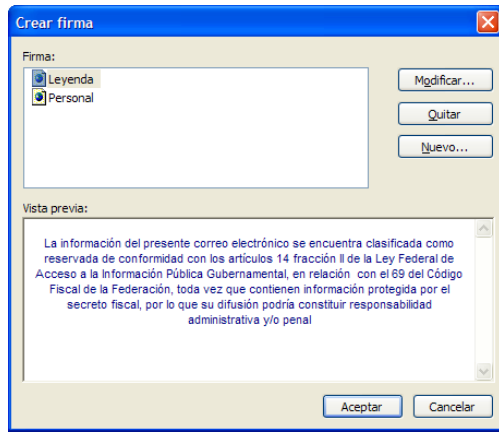 Crear firma
Firma:
Leyenda
Personal
Modificar...
Quitar
Nuevo...
Vista previa:
La información del presente correo electrónico se encuentra clasificada como
reservada de conformidad con los artículos 14 fracción II de la Ley Federal de
Acceso a la Información Pública Gubernamental, en relación con el 69 del Código
Fiscal de la Federación, toda vez que contienen información protegida por el
secreto fiscal, por lo que su difusión podría constituir responsabilidad
administrativa y/o penal
Aceptar
Cancelar